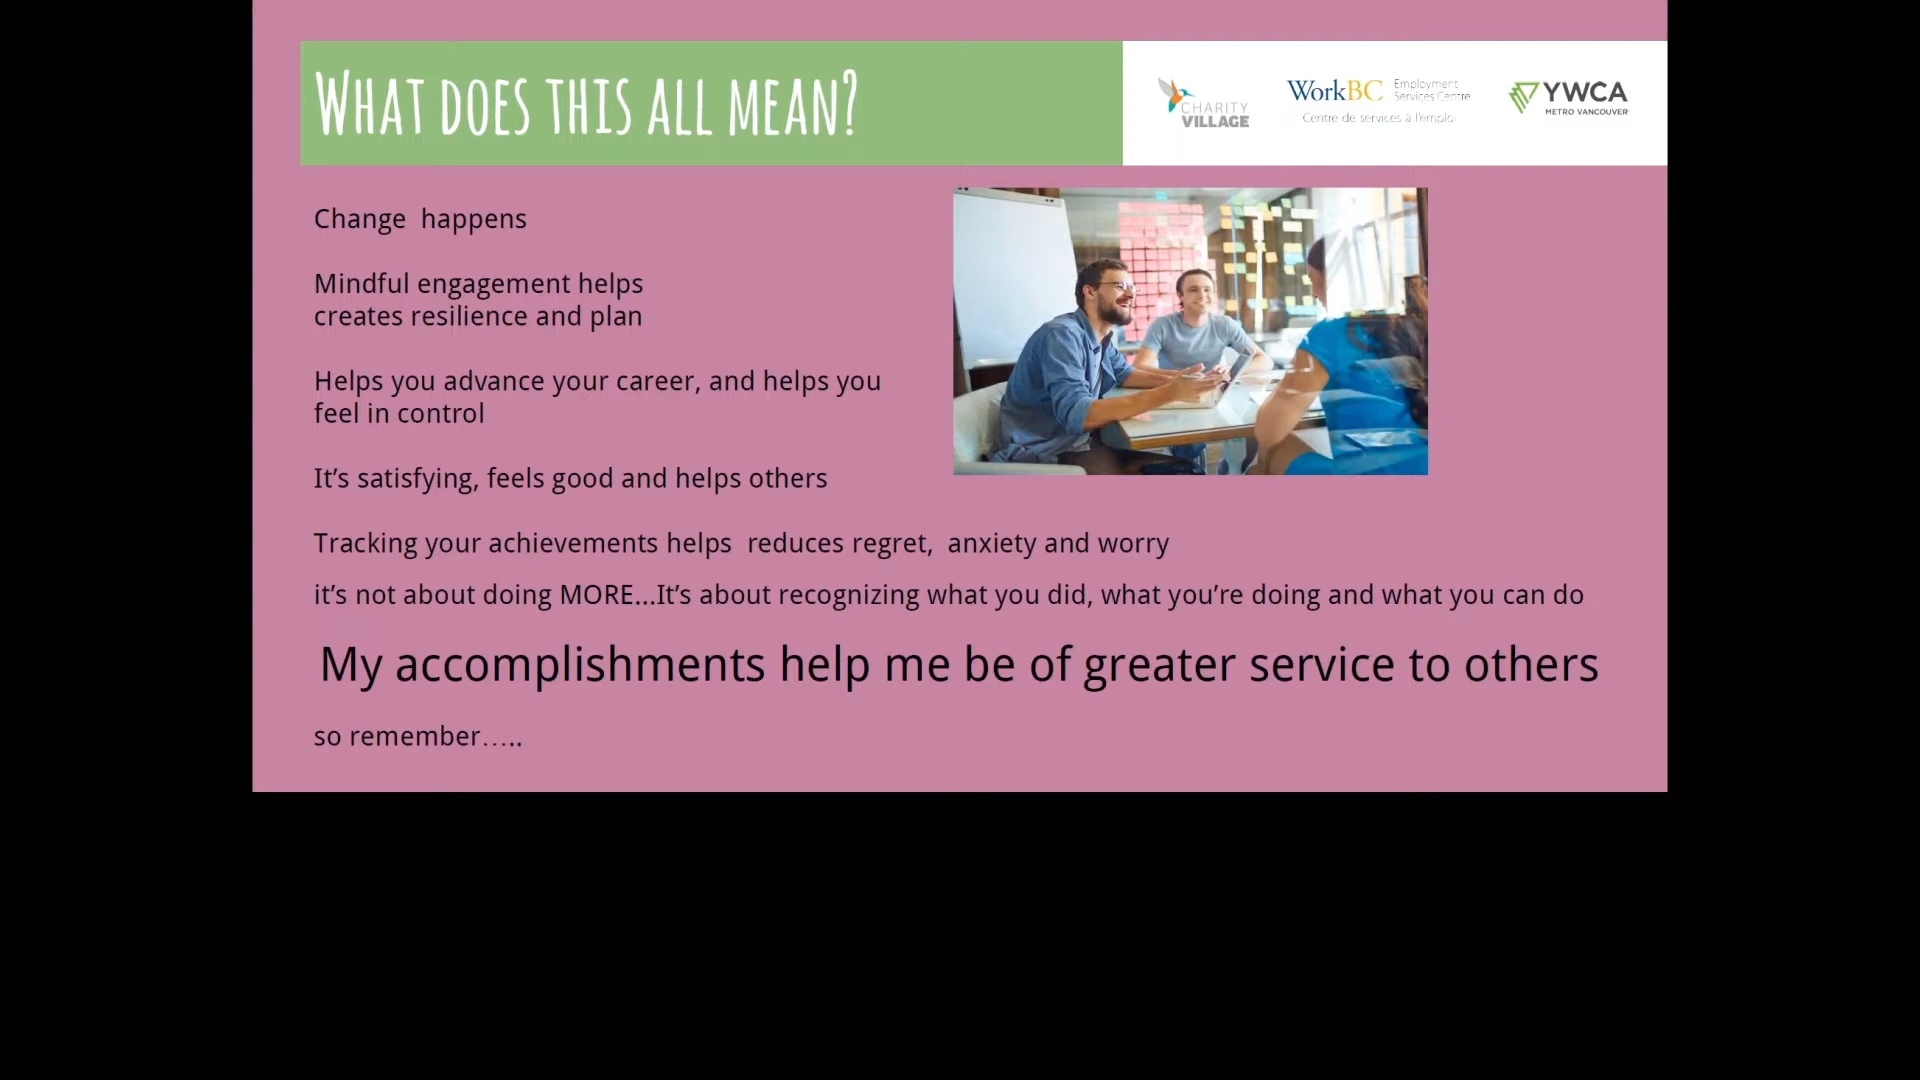 What does this all mean?
CHARITY
VILLAGE
WorkBC Employment
Services Centre
Centre de services à l'emploi
YWCA
METRO VANCOUVER
Change  happens
Mindful engagement helps
creates resilience and plan
Helps you advance your career, and helps you
feel in control
It’s satisfying, feels good and helps others
Tracking your achievements helps  reduces regret,  anxiety and worry
it’s not about doing MORE...It’s about recognizing what you did, what you’re doing and what you can do
My accomplishments help me be of greater service to others
so remember…..